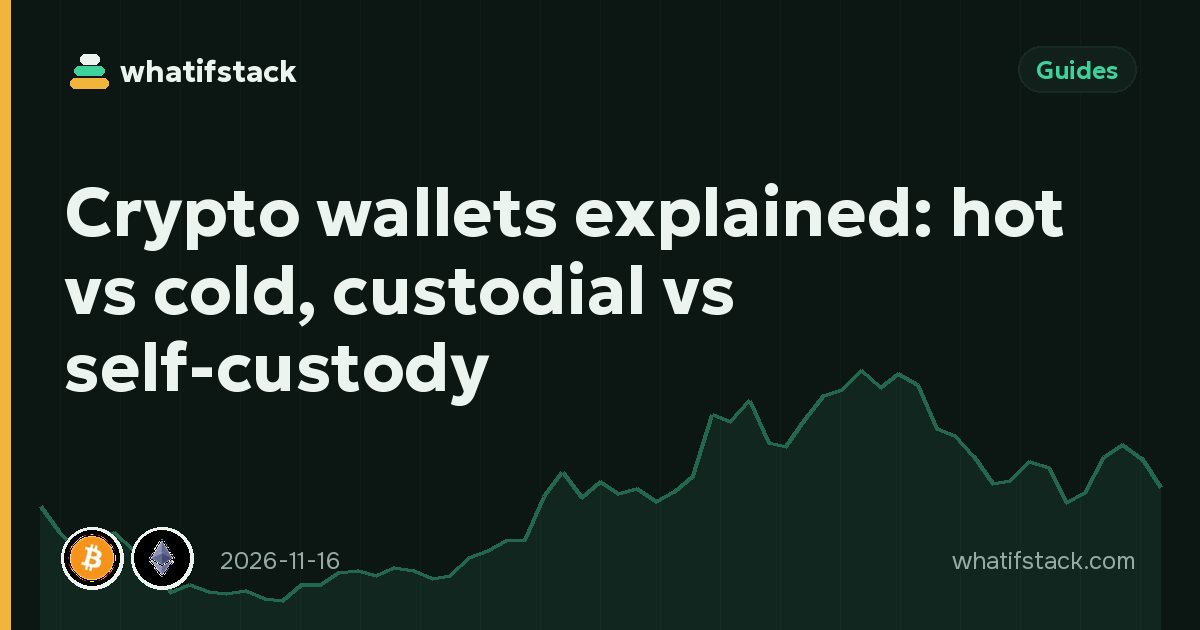 whatifstack
Guides
Crypto wallets explained: hot
vs cold, custodial vs
self-custody
2026-11-16
whatifstack.com